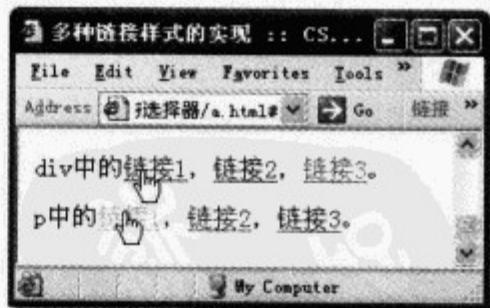 多种链接样式的实现 :: CS...
File Edit View Favorites Tools »
Address 择器/a.html# Go 链接 »
div中的链接1，链接2，链接3。
p中的 ，链接2，链接3。
My Computer